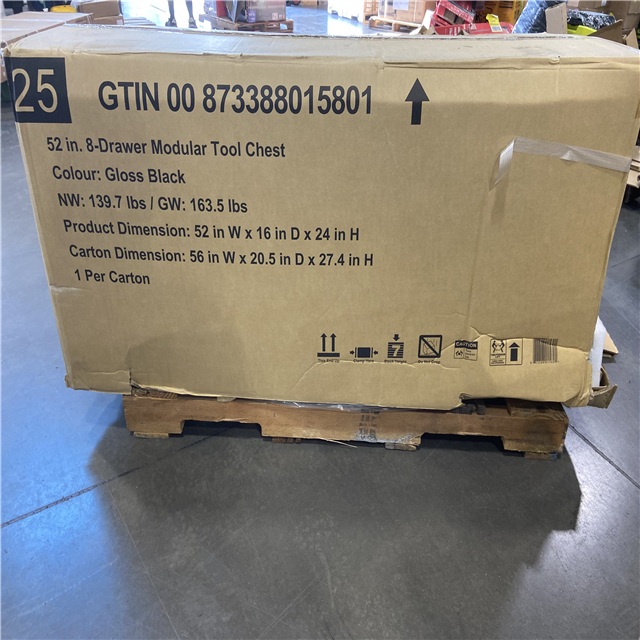 25
GTIN 00 873388015801
52 in. 8-Drawer Modular Tool Chest
Colour: Gloss Black
NW: 139.7 lbs / GW: 163.5 lbs
Product Dimension: 52 in W x 16 in D x 24 in H
Carton Dimension: 56 in W x 20.5 in D x 27.4 in H
1 Per Carton
7
CAUTION